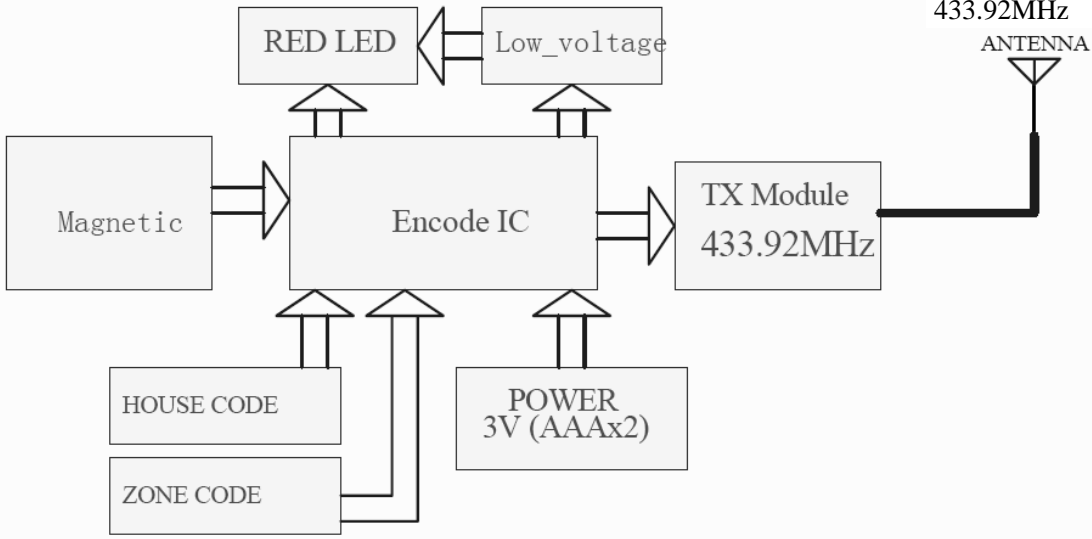 433.92MHz
ANTENNA
RED LED
Low_voltage
Magnetic
Encode IC
TX Module
433.92MHz
HOUSE CODE
POWER
3V (AAAx2)
ZONE CODE